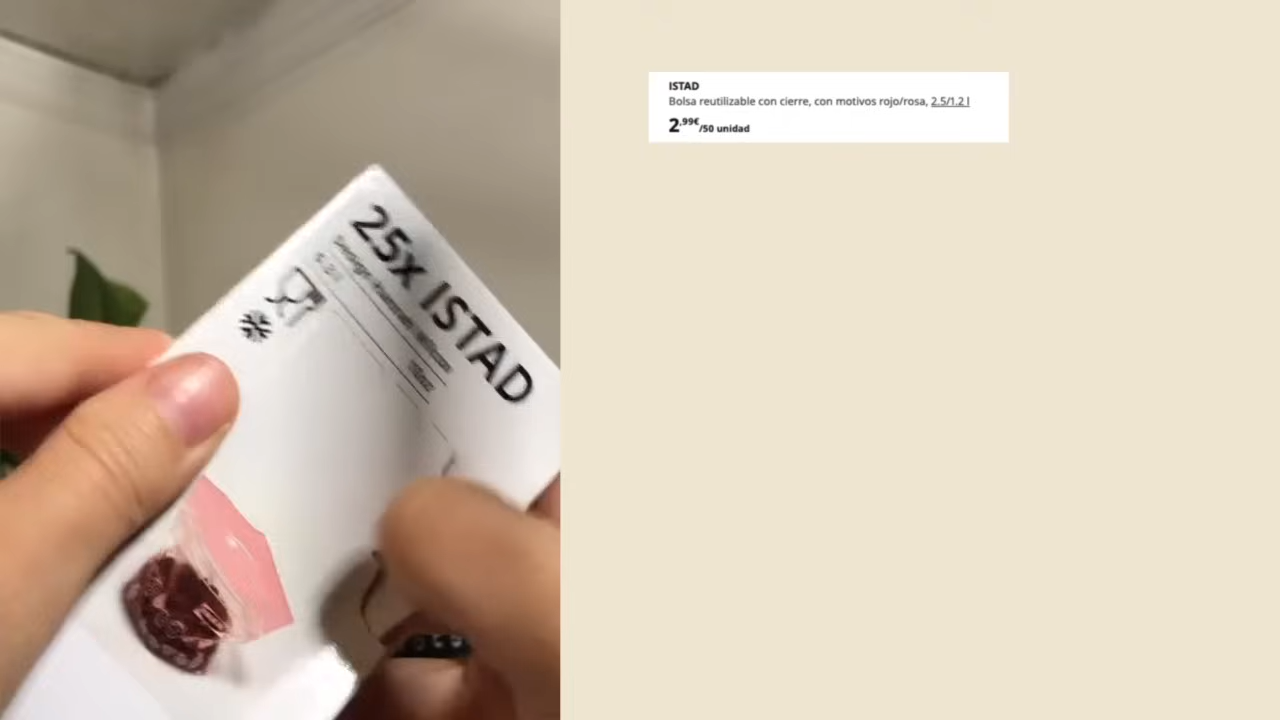 25x ISTAD
ISTAD
Bolsa reutilizable con cierre, con motivos rojo/rosa, 2.5/1.2 l
2,99€/50 unidad